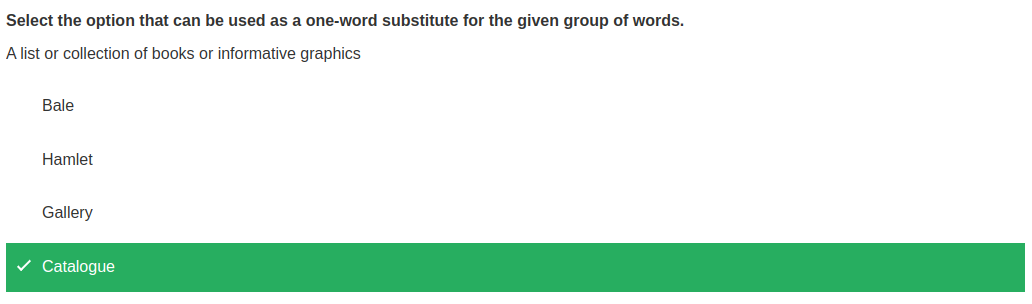 Select the option that can be used as a one-word substitute for the given group of words.
A list or collection of books or informative graphics
Bale
Hamlet
Gallery
Catalogue